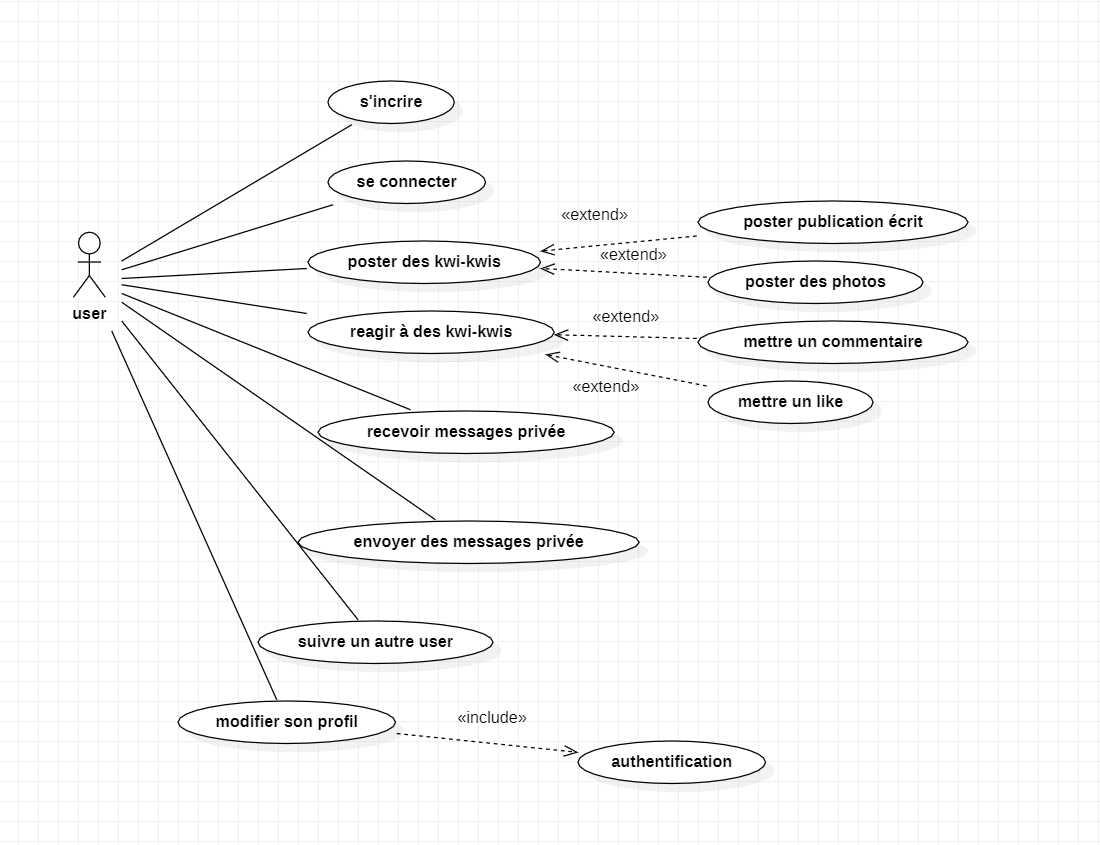 s'incrire
se connecter
«extend»
poster publication écrit
poster des kwi-kwis
«extend»
poster des photos
user
«extend»
reagir à des kwi-kwis
mettre un commentaire
«extend»
mettre un like
recevoir messages privée
envoyer des messages privée
suivre un autre user
modifier son profil
«include»
authentification